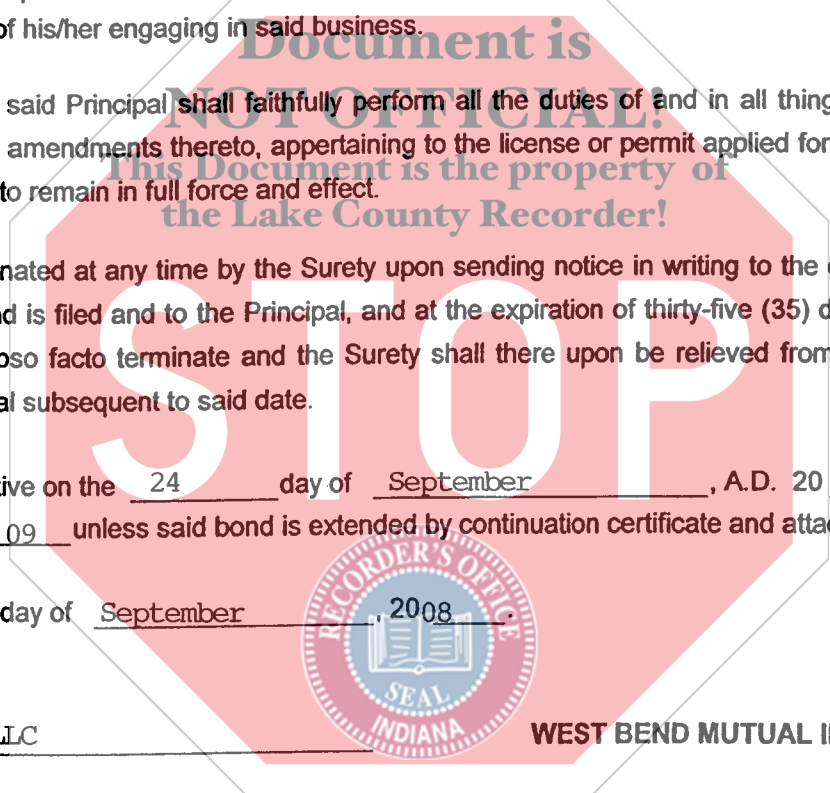 of his/her engaging in said business.
Document is
said Principal shall faithfully perform all the duties of and in all thing
NOT OFFICIAL!
amendments thereto, appertaining to the license or permit applied for
This Document is the property of
to remain in full force and effect.
the Lake County Recorder!
nated at any time by the Surety upon sending notice in writing to the
d is filed and to the Principal, and at the expiration of thirty-five (35) d
pso facto terminate and the Surety shall there upon be relieved from
al subsequent to said date.
STOP
tive on the 24 day of September, A.D. 20
09 unless said bond is extended by continuation certificate and attac
RECORDER'S OFFICE
day of September, 2008.
SEAL
INDIANA
LLC
WEST BEND MUTUAL I